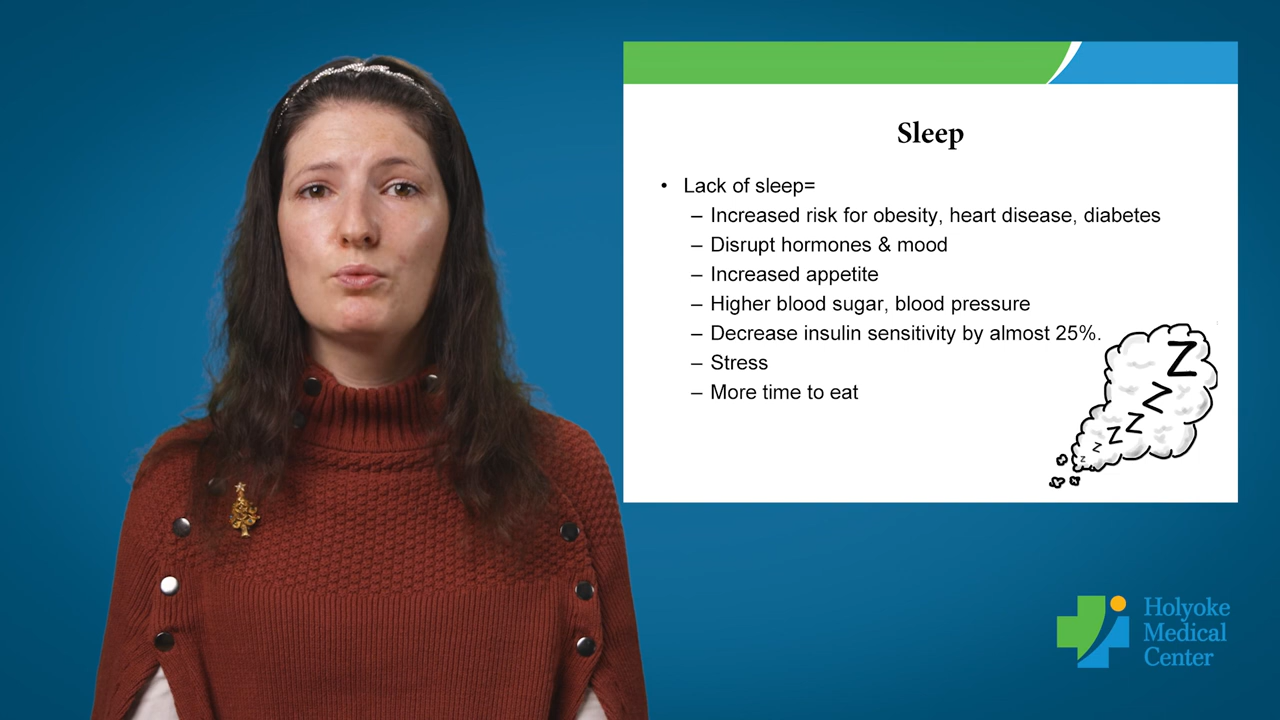 Sleep
• Lack of sleep=
– Increased risk for obesity, heart disease, diabetes
– Disrupt hormones & mood
– Increased appetite
– Higher blood sugar, blood pressure
– Decrease insulin sensitivity by almost 25%.
– Stress
– More time to eat
Z
Z
Z
Z
Z
z
Holyoke
Medical
Center